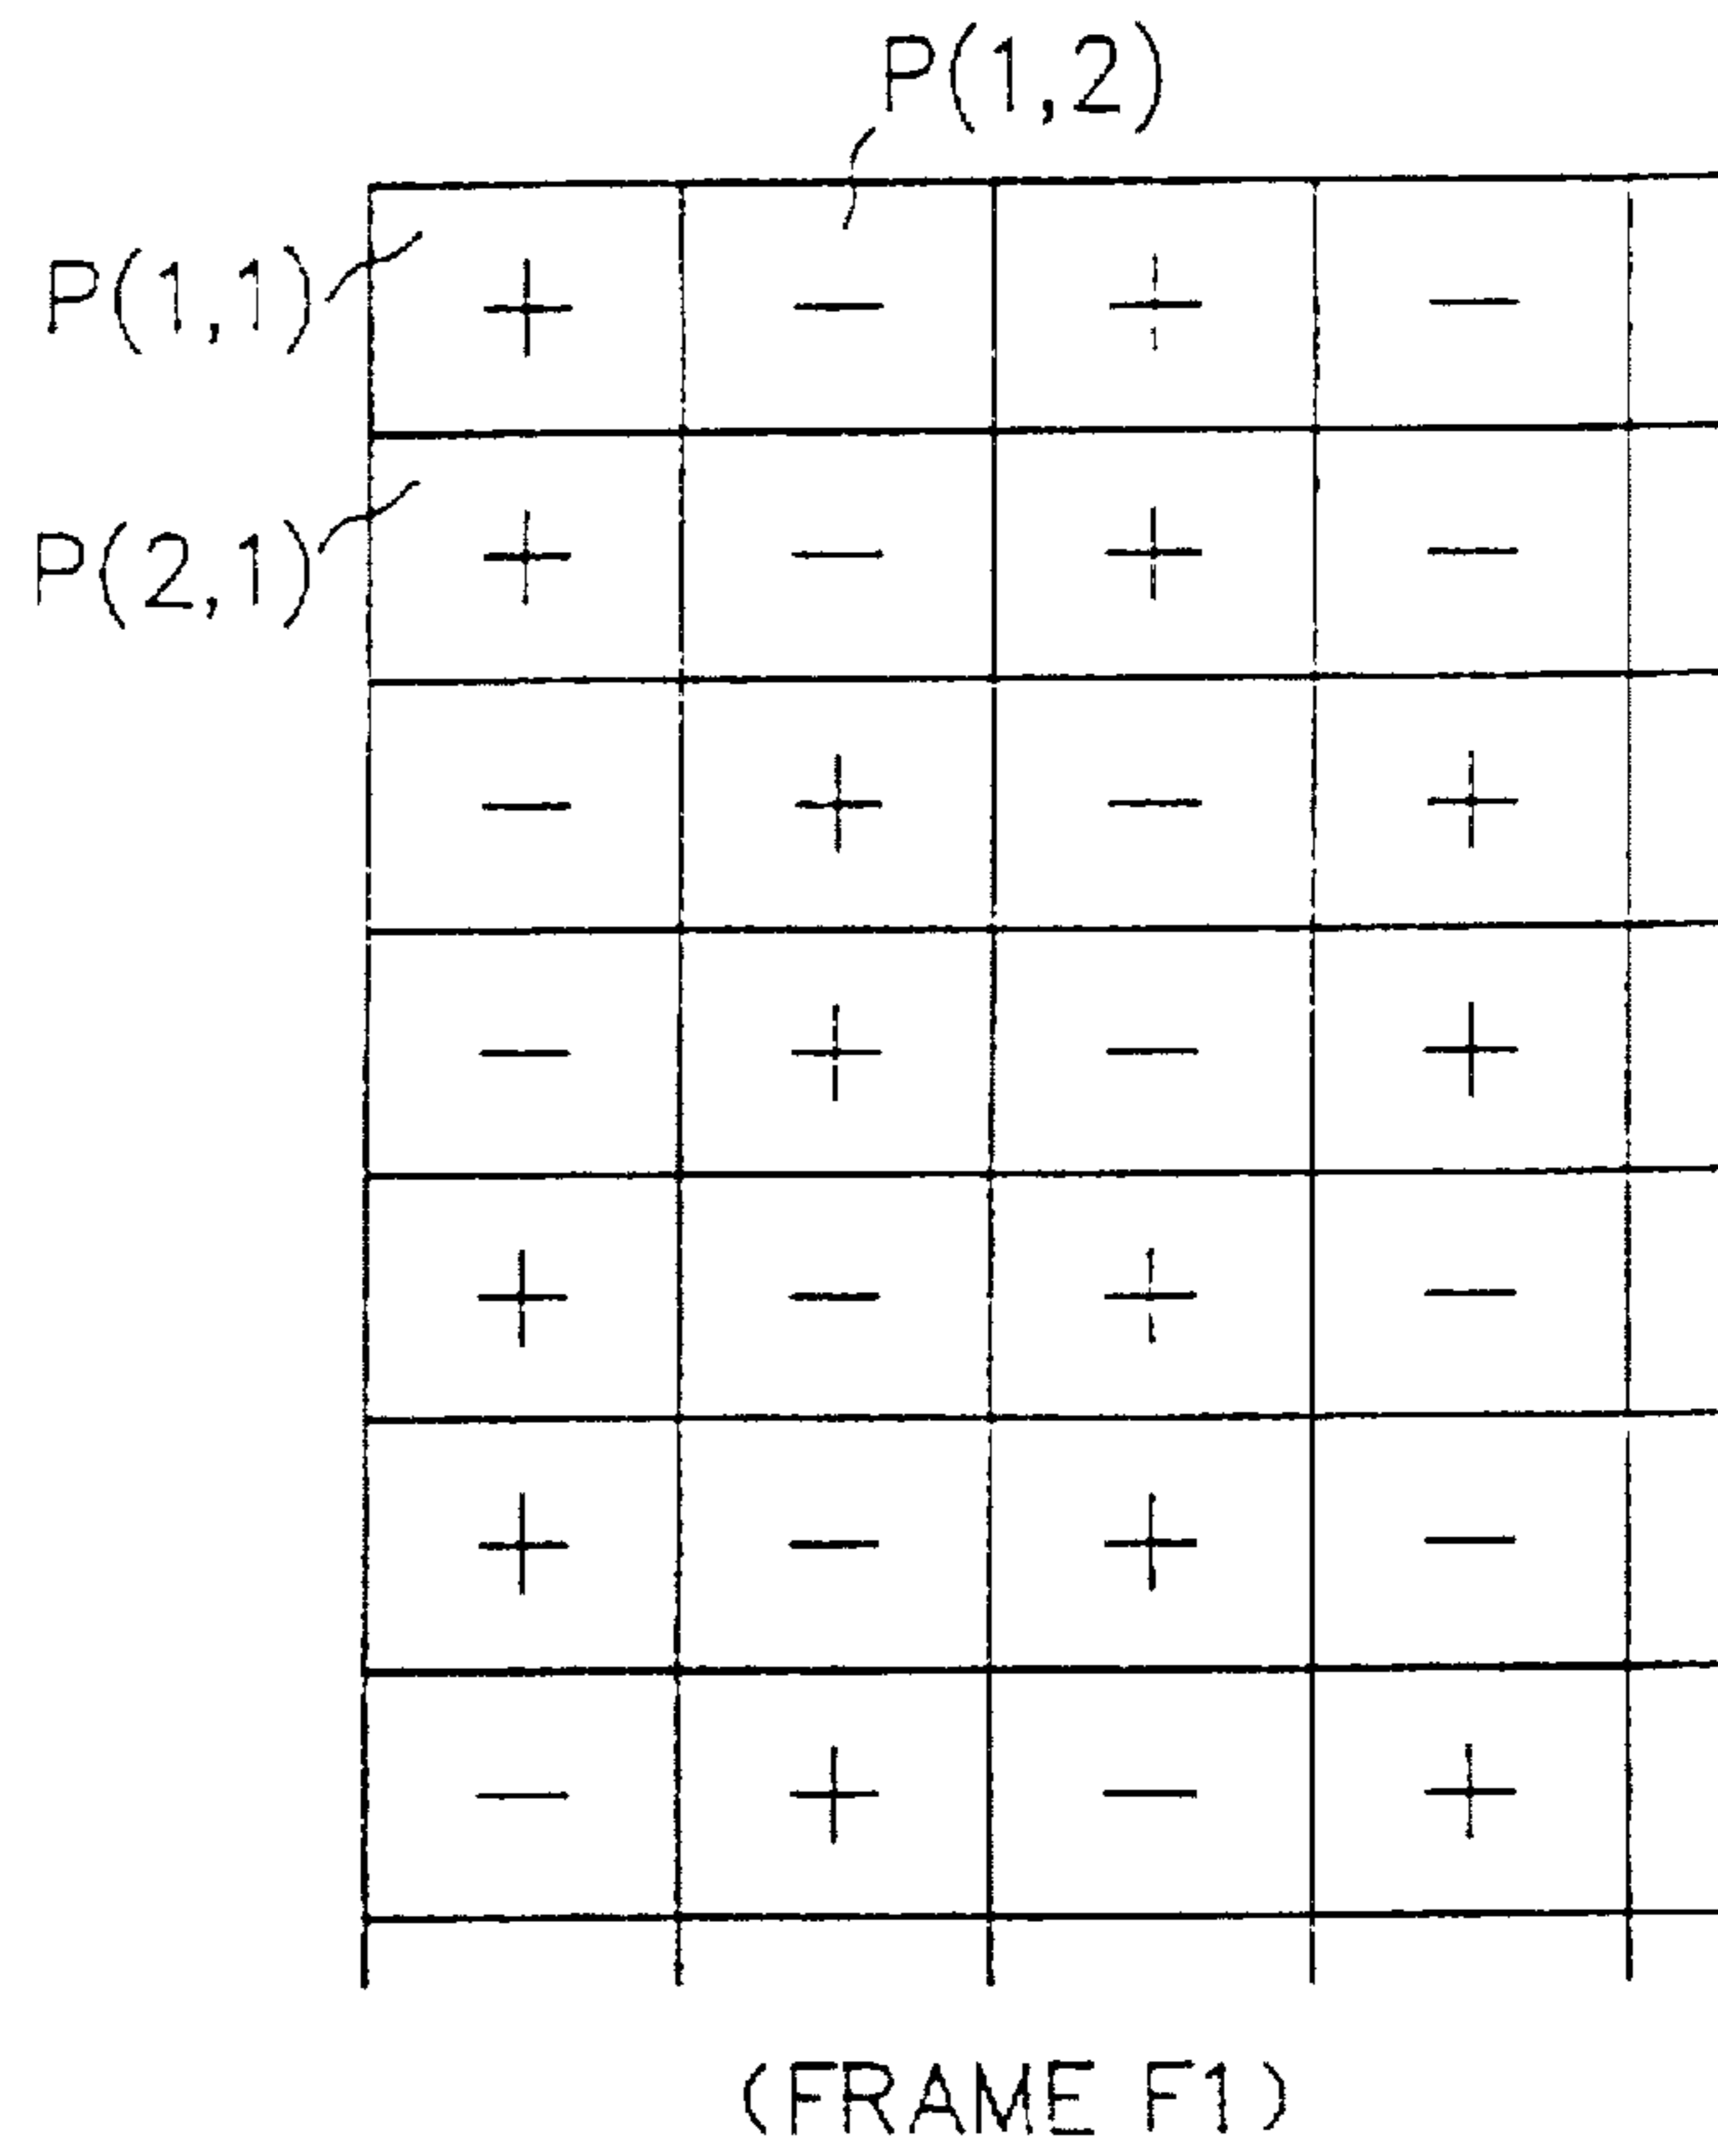 P(1,2)
P(1,1)
+ − + −
P(2,1)
+ − + −
− + − +
− + − +
+ − + −
+ − + −
− + − +
(FRAME F1)